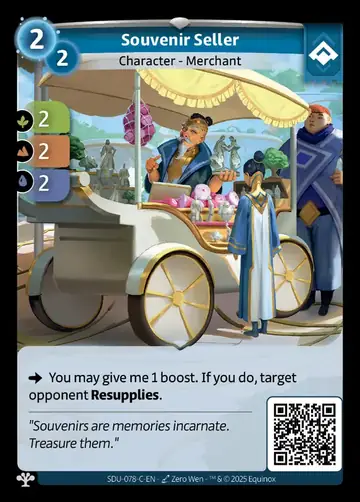 2
2
Souvenir Seller
Character - Merchant
2
2
2
You may give me 1 boost. If you do, target
opponent Resupplies.
"Souvenirs are memories incarnate.
Treasure them."
SDU-078-C-EN - Zero Wen - ™ & © 2025 Equinox